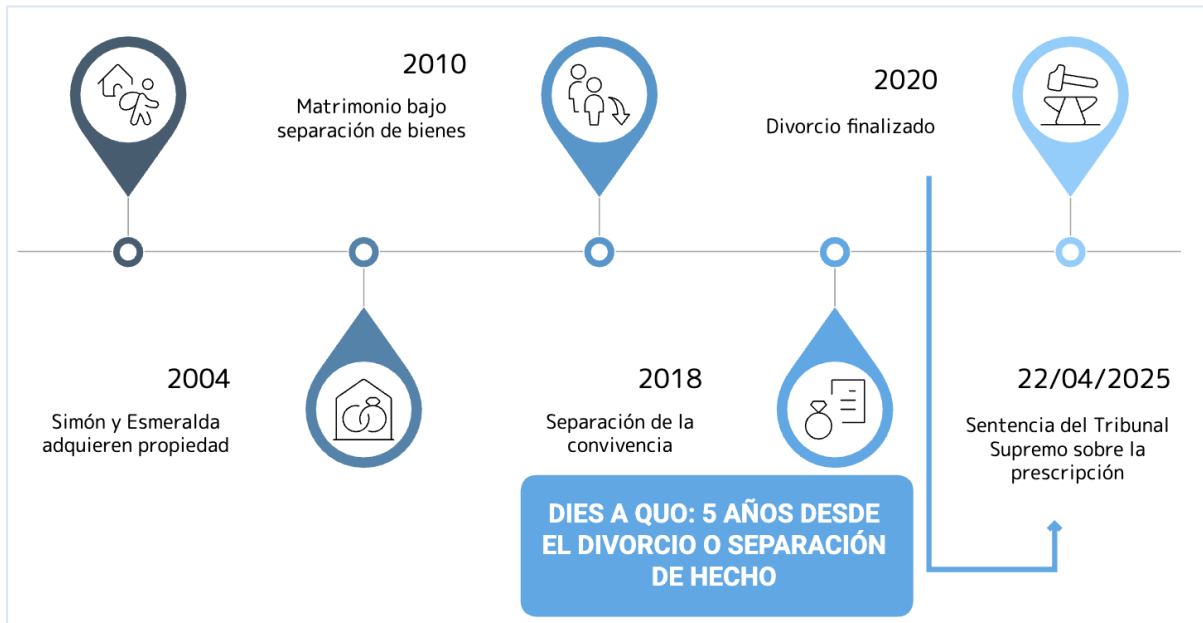 2004
Simón y Esmeralda
adquieren propiedad
2010
Matrimonio bajo
separación de bienes
2018
Separación de la
convivencia
2020
Divorcio finalizado
22/04/2025
Sentencia del Tribunal
Supremo sobre la
prescripción
DIES A QUO: 5 AÑOS DESDE
EL DIVORCIO O SEPARACIÓN
DE HECHO